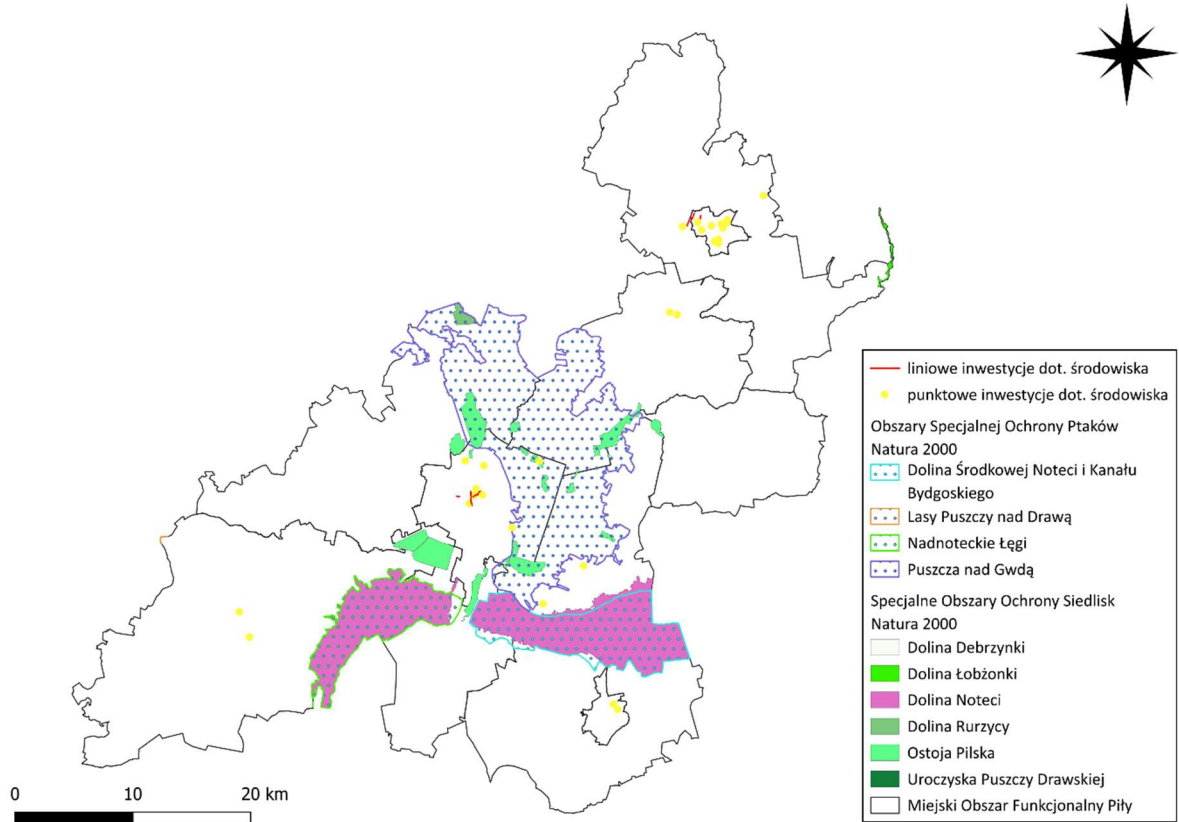 liniowe inwestycje dot. środowiska
punktowe inwestycje dot. środowiska
Obszary Specjalnej Ochrony Ptaków
Natura 2000
Dolina Środkowej Noteci i Kanału
Bydgoskiego
Lasy Puszczy nad Drawą
Nadnoteckie Łęgi
Puszcza nad Gwdą
Specjalne Obszary Ochrony Siedlisk
Natura 2000
Dolina Debrzynki
Dolina Łobżonki
Dolina Noteci
Dolina Rurzycy
Ostoja Pilska
Uroczyska Puszczy Drawskiej
Miejski Obszar Funkcjonalny Piły
0 10 20 km